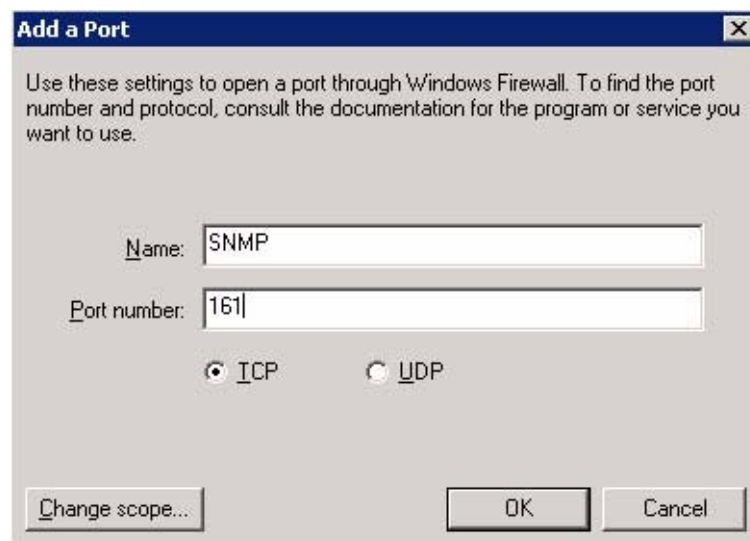 Add a Port
Use these settings to open a port through Windows Firewall. To find the port
number and protocol, consult the documentation for the program or service you
want to use.
Name: SNMP
Port number: 161
TCP UDP
Change scope... OK Cancel